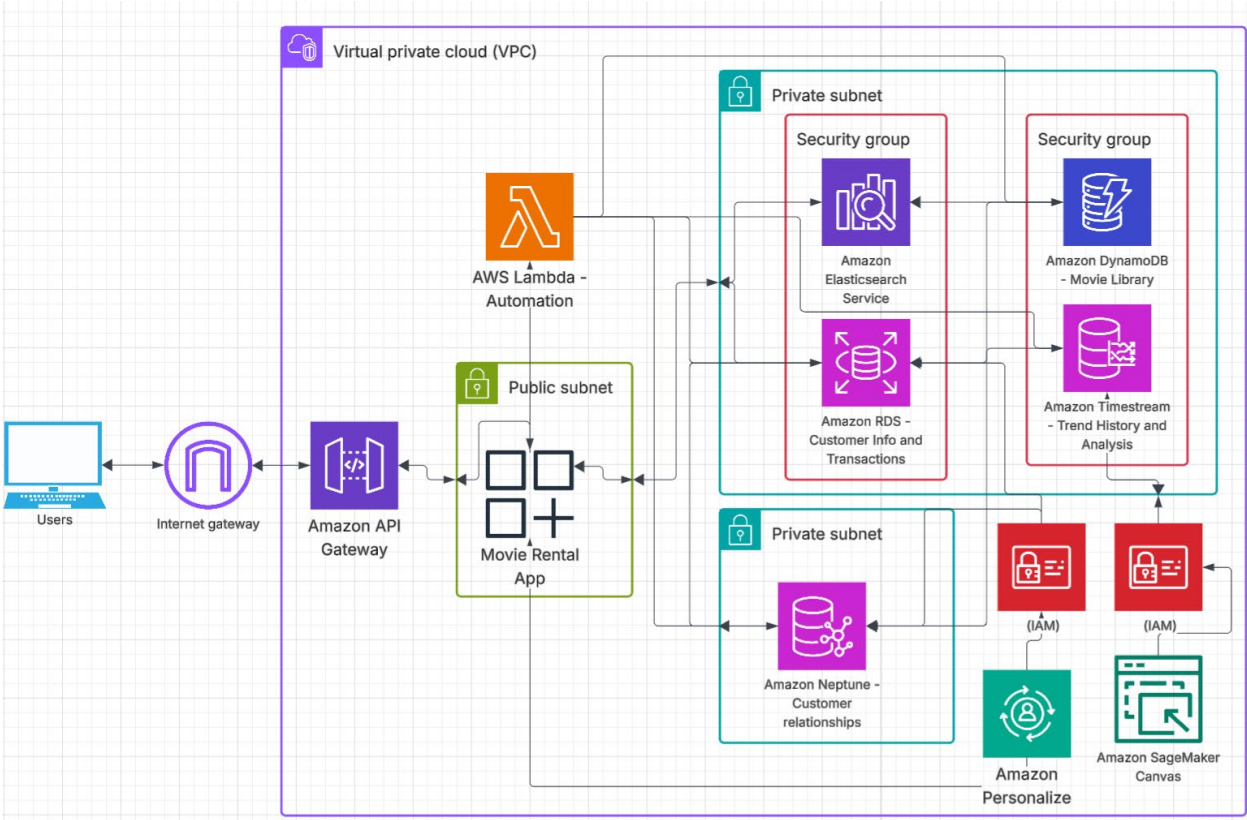 Virtual private cloud (VPC)
Private subnet
Security group
Security group
Amazon
Elasticsearch
Service
Amazon DynamoDB
- Movie Library
AWS Lambda -
Automation
Public subnet
Amazon RDS -
Customer Info and
Transactions
Amazon Timestream
- Trend History and
Analysis
Users
Internet gateway
Amazon API
Gateway
Movie Rental
App
Private subnet
(IAM)
(IAM)
Amazon Neptune -
Customer
relationships
Amazon
Personalize
Amazon SageMaker
Canvas